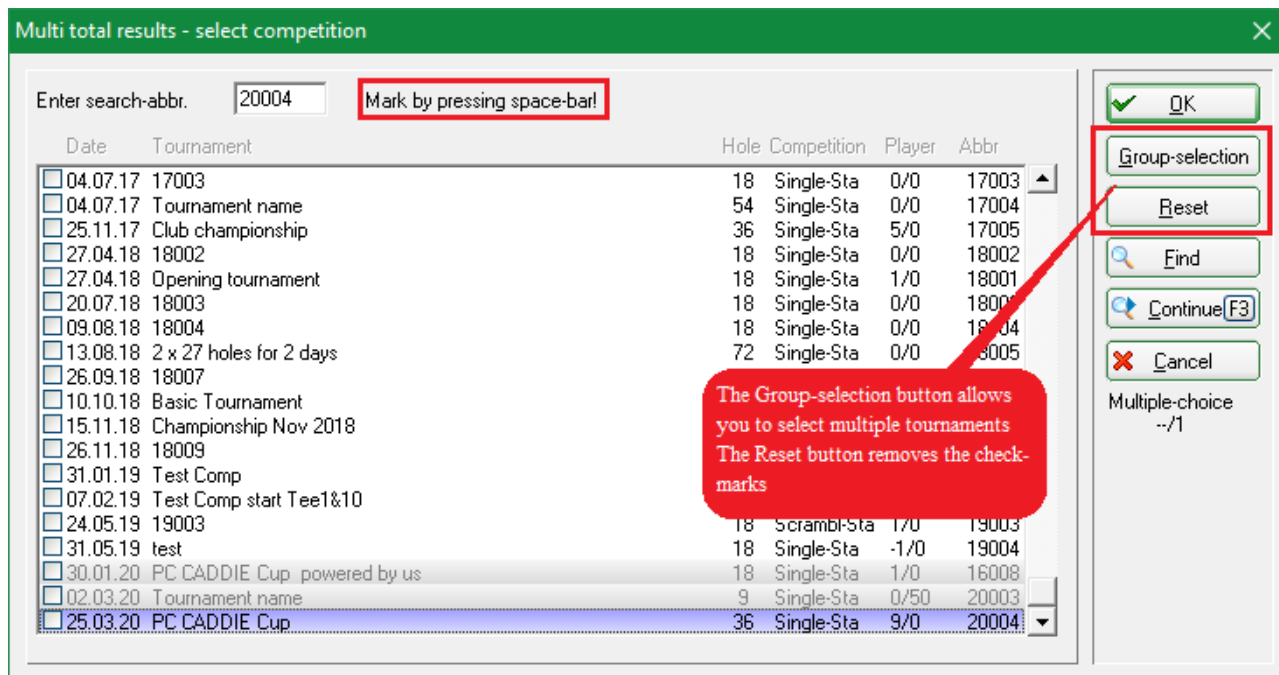 Multi total results - select competition
Enter search-abbr. 20004 Mark by pressing space-bar!
Date Tournament Hole Competition Player Abbr
04.07.17 17003 18 Single-Sta 0/0 17003
04.07.17 Tournament name 54 Single-Sta 0/0 17004
25.11.17 Club championship 36 Single-Sta 5/0 17005
27.04.18 18002 18 Single-Sta 0/0 18002
27.04.18 Opening tournament 18 Single-Sta 1/0 18001
20.07.18 18003 18 Single-Sta 0/0
09.08.18 18004 18 Single-Sta 0/0
13.08.18 2 x 27 holes for 2 days 72 Single-Sta 0/0
26.09.18 18007
10.10.18 Basic Tournament
15.11.18 Championship Nov 2018
26.11.18 18009
31.01.19 Test Comp
07.02.19 Test Comp start Tee1&10
24.05.19 19003 18 Scrambl-Sta 1/0 19003
31.05.19 test 18 Single-Sta -1/0 19004
30.01.20 PC CADDIE Cup powered by us 18 Single-Sta 1/0 16008
02.03.20 Tournament name 9 Single-Sta 0/50 20003
25.03.20 PC CADDIE Cup 36 Single-Sta 9/0 20004
The Group-selection button allows
you to select multiple tournaments
The Reset button removes the check-
marks
OK
Group-selection
Reset
Find
Continue F3
Cancel
Multiple-choice
--/1